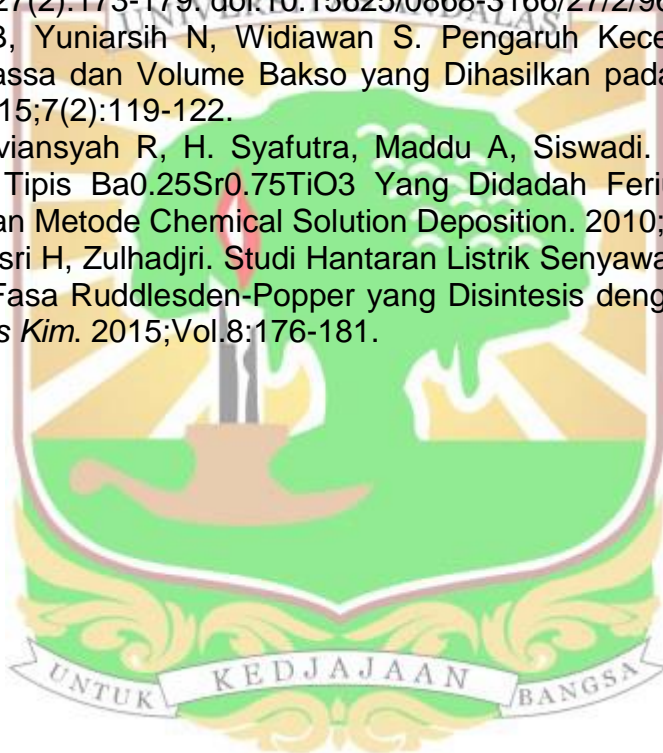 27(2):173-179. doi:10.15625/0868-3166/27/2/96
UNIVERSITAS ANDALAS
B, Yuniarsih N, Widiawan S. Pengaruh Kece
assa dan Volume Bakso yang Dihasilkan pada
15;7(2):119-122.
viansyah R, H. Syafutra, Maddu A, Siswadi.
Tipis Ba0.25Sr0.75TiO3 Yang Didadah Feri
an Metode Chemical Solution Deposition. 2010;
sri H, Zulhadjri. Studi Hantaran Listrik Senyawa
Fasa Ruddlesden-Popper yang Disintesis deng
s Kim. 2015;Vol.8:176-181.
UNTUK KEDJAJAAN BANGSA